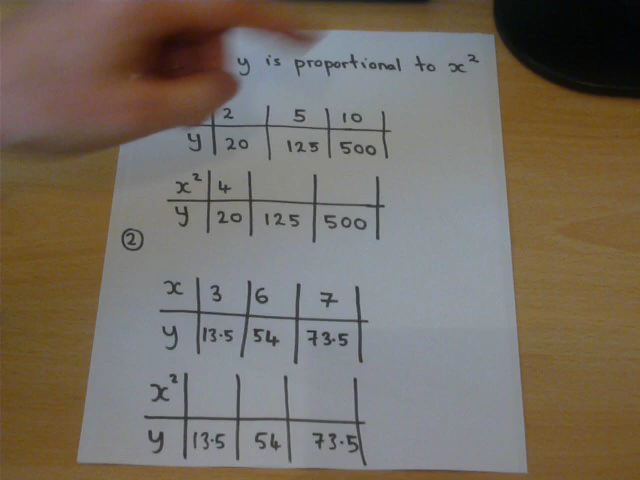 y is proportional to x²
2 5 10
y 20 125 500
x² 4
y 20 125 500
②
x 3 6 7
y 13.5 54 73.5
x²
y 13.5 54 73.5